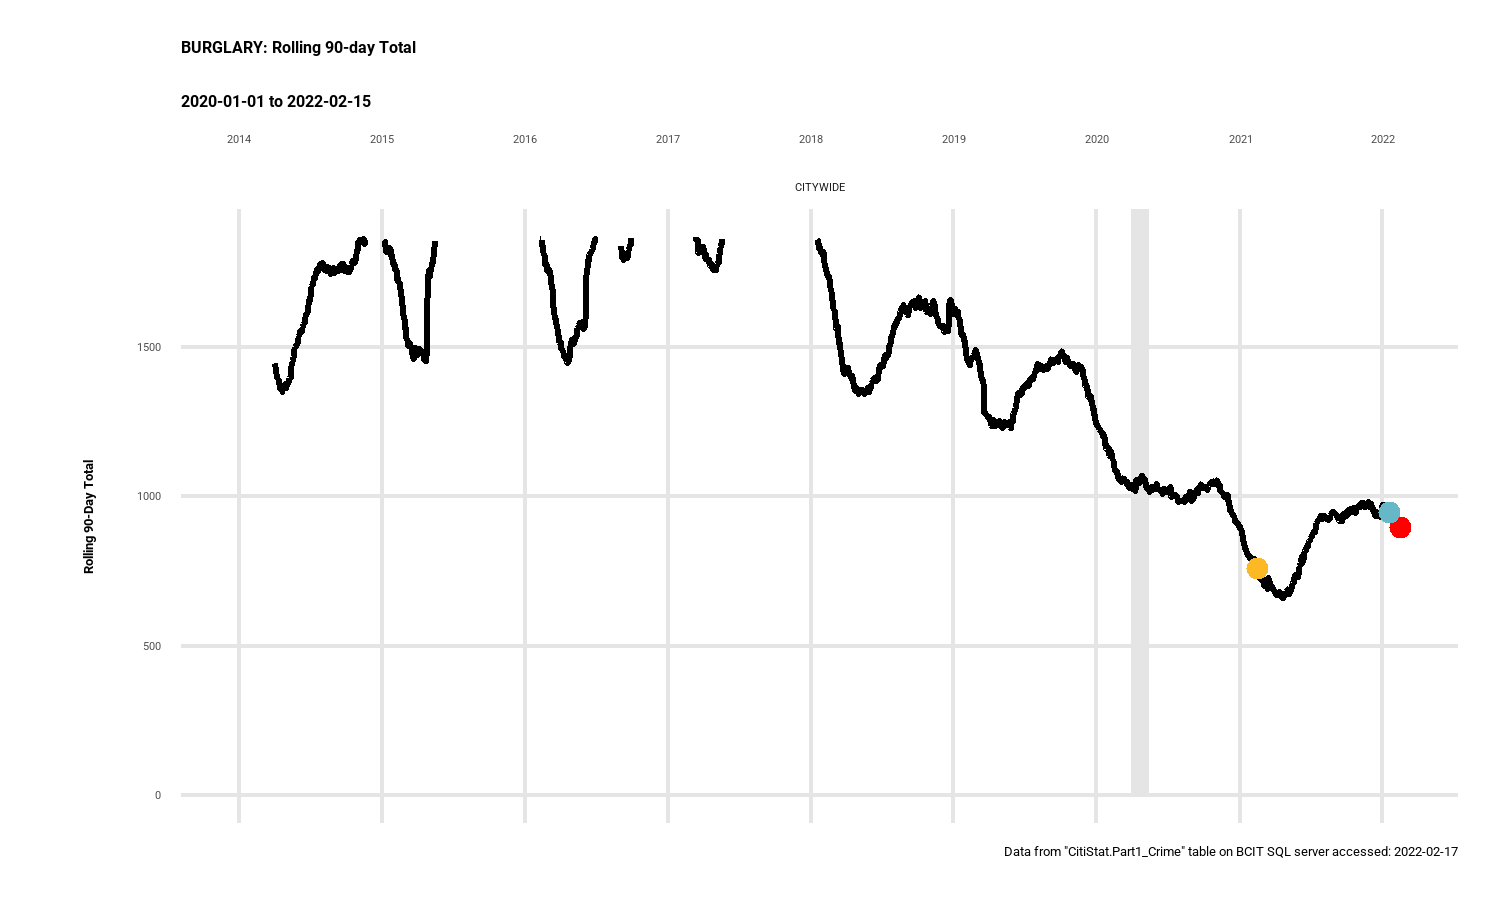 BURGLARY: Rolling 90-day Total
2020-01-01 to 2022-02-15
2014 2015 2016 2017 2018 2019 2020 2021 2022
CITYWIDE
1500
1000
Rolling 90-Day Total
500
0
Data from "CitiStat.Part1_Crime" table on BCIT SQL server accessed: 2022-02-17